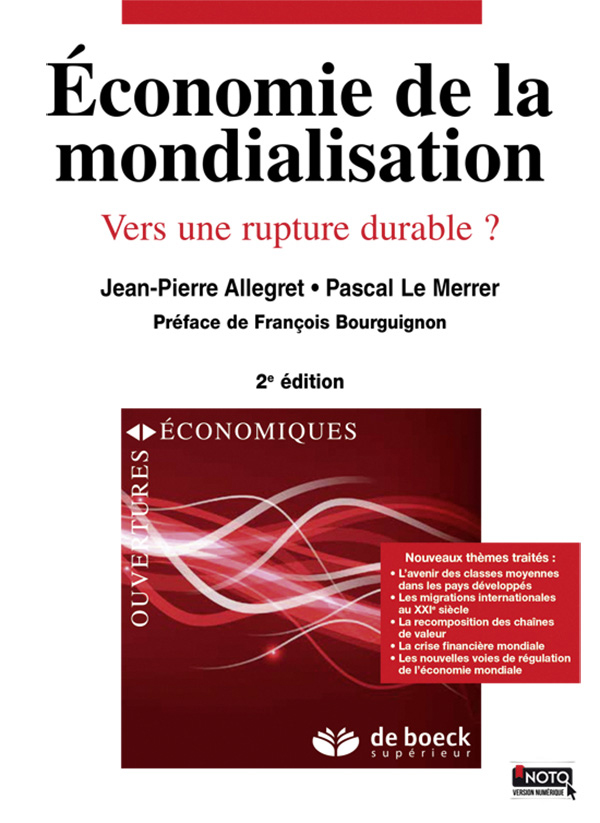 Économie de la
mondialisation
Vers une rupture durable ?
Jean-Pierre Allegret • Pascal Le Merrer
Préface de François Bourguignon
2e édition
OUVERTURES
ÉCONOMIQUES
Nouveaux thèmes traités :
• L'avenir des classes moyennes
dans les pays développés
• Les migrations internationales
au XXIe siècle
• La recomposition des chaînes
de valeur
• La crise financière mondiale
• Les nouvelles voies de régulation
de l'économie mondiale
de boeck
supérieur
NOTO
VERSION NUMÉRIQUE